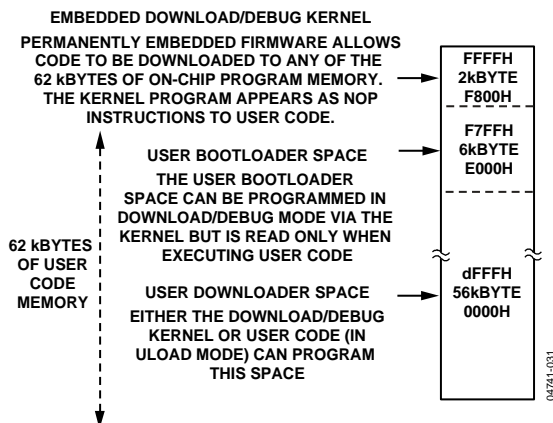 EMBEDDED DOWNLOAD/DEBUG KERNEL
PERMANENTLY EMBEDDED FIRMWARE ALLOWS
CODE TO BE DOWNLOADED TO ANY OF THE
62 kBYTES OF ON-CHIP PROGRAM MEMORY.
THE KERNEL PROGRAM APPEARS AS NOP
INSTRUCTIONS TO USER CODE.
FFFFH
2kBYTE
F800H
USER BOOTLOADER SPACE
THE USER BOOTLOADER
SPACE CAN BE PROGRAMMED IN
DOWNLOAD/DEBUG MODE VIA THE
KERNEL BUT IS READ ONLY WHEN
EXECUTING USER CODE
F7FFH
6kBYTE
E000H
62 kBYTES
OF USER
CODE
MEMORY
USER DOWNLOADER SPACE
EITHER THE DOWNLOAD/DEBUG
KERNEL OR USER CODE (IN
ULOAD MODE) CAN PROGRAM
THIS SPACE
dFFFH
56kBYTE
0000H
04741-031